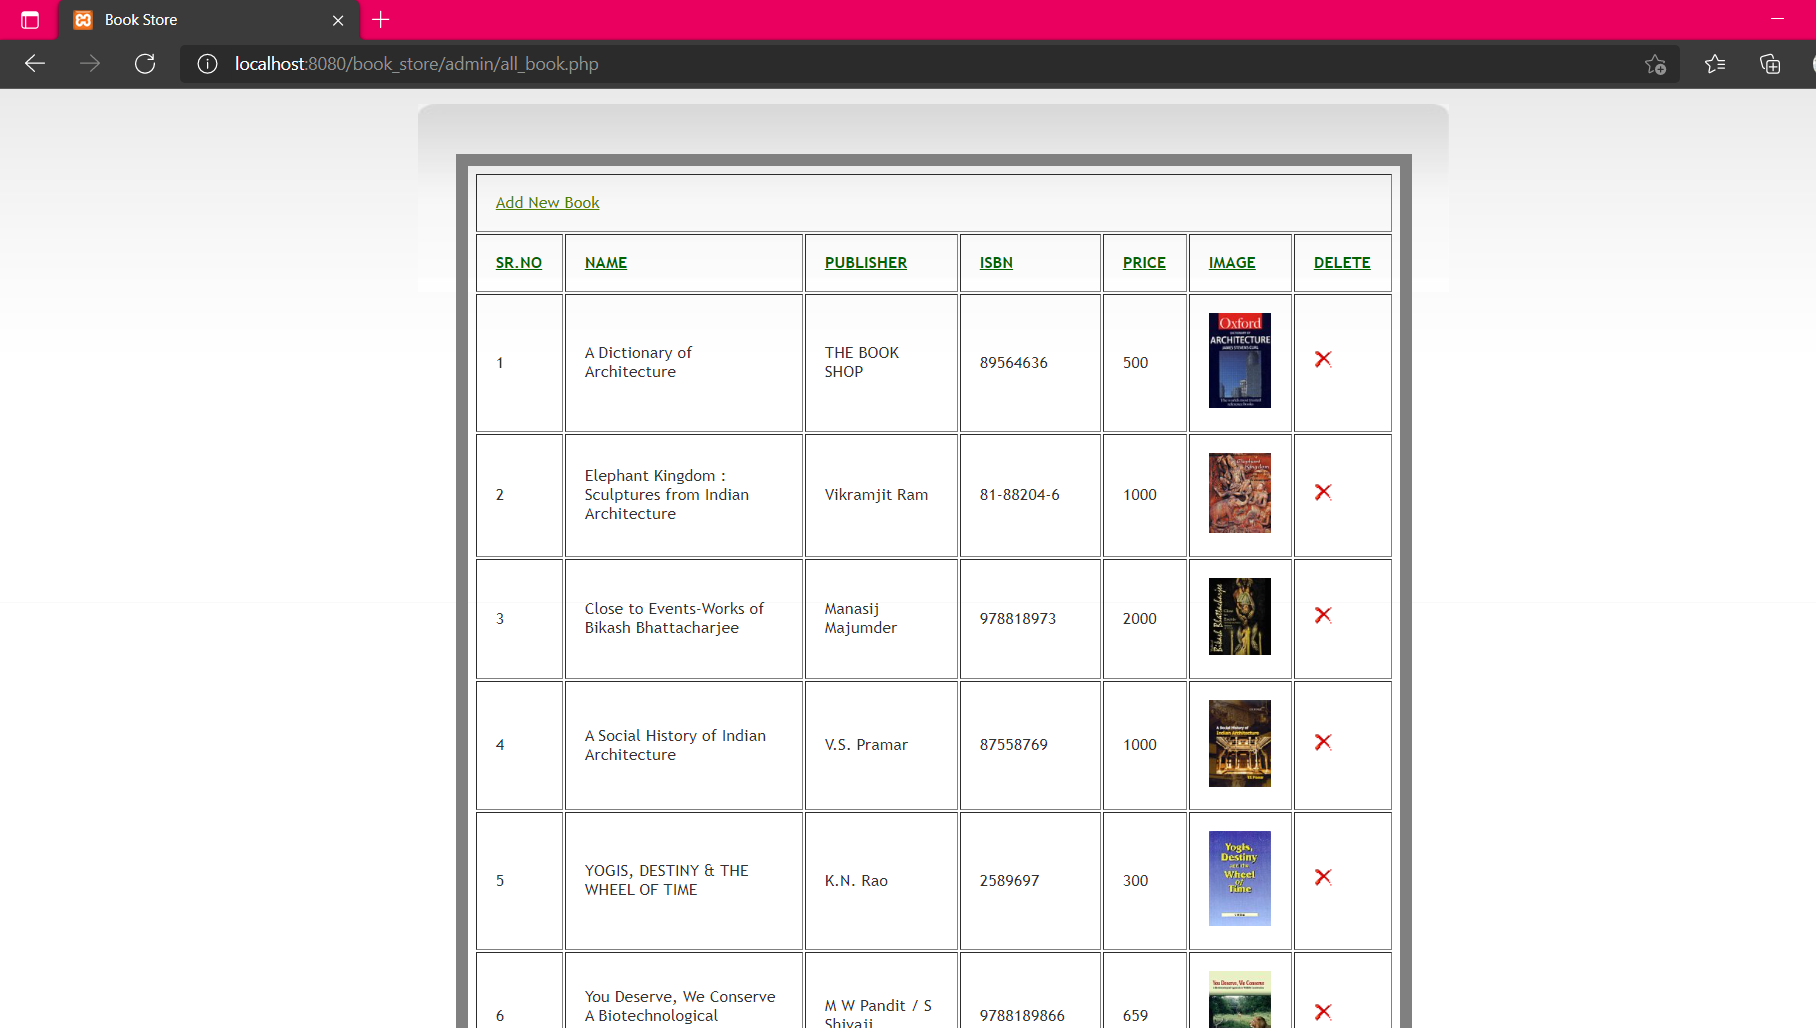 Book Store
localhost:8080/book_store/admin/all_book.php
Add New Book
SR.NO NAME PUBLISHER ISBN PRICE IMAGE DELETE
1 A Dictionary of
Architecture THE BOOK
SHOP 89564636 500
Oxford
ARCHITECTURE
2 Elephant Kingdom :
Sculptures from Indian
Architecture Vikramjit Ram 81-88204-6 1000
Elephant
Kingdom
3 Close to Events-Works of
Bikash Bhattacharjee Manasij
Majumder 978818973 2000
Bikash Bhattacharjee
4 A Social History of Indian
Architecture V.S. Pramar 87558769 1000
A Social History of
Indian Architecture
5 YOGIS, DESTINY & THE
WHEEL OF TIME K.N. Rao 2589697 300
Yogis,
Destiny
and the
Wheel
of
Time
6 You Deserve, We Conserve
A Biotechnological M W Pandit / S
Shivaji 9788189866 659
You Deserve, We Conserve